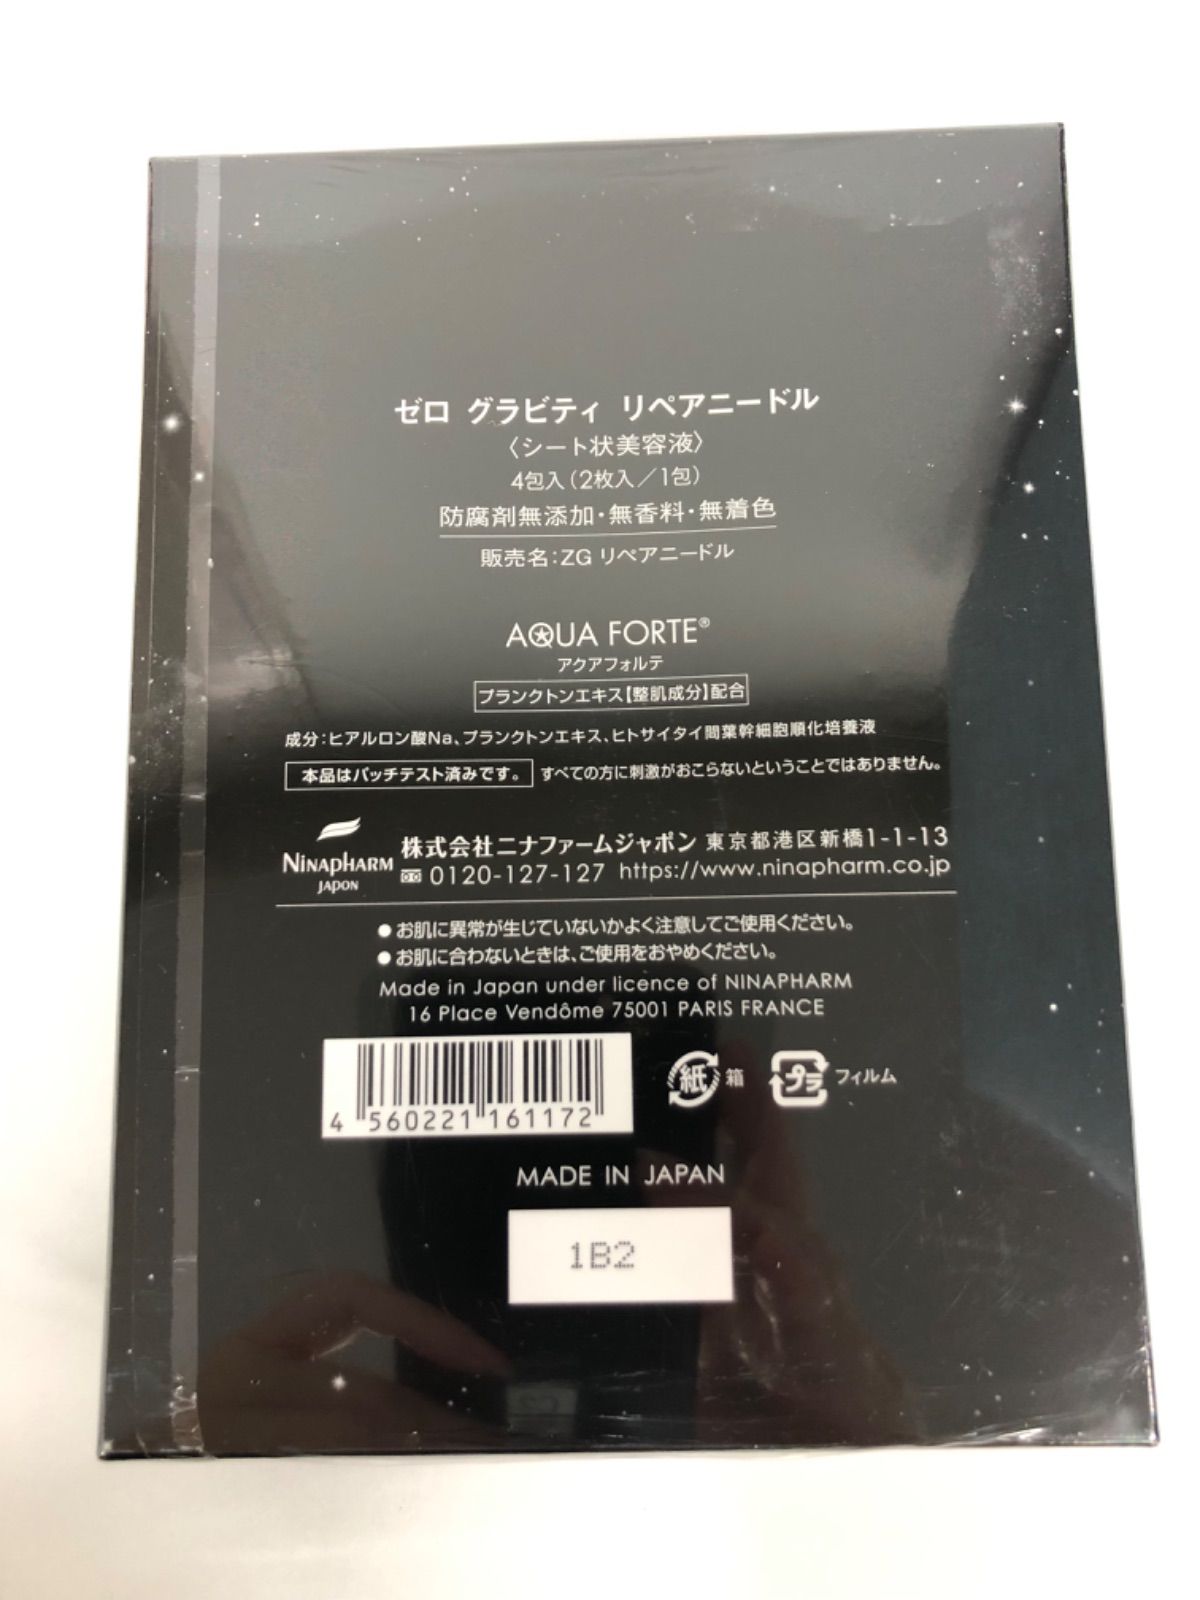 ゼロ グラビティ リペアニードル
〈シート状美容液〉
4包入(2枚入／1包)
防腐剤無添加・無香料・無着色
販売名:ZG リペアニードル
AQUA FORTE®
アクアフォルテ
プランクトンエキス【整肌成分】配合
成分:ヒアルロン酸Na、プランクトンエキス、ヒトサイタイ間葉幹細胞順化培養液
本品はパッチテスト済みです。 すべての方に刺激がおこらないということではありません。
NINAPHARM JAPON
株式会社ニナファームジャポン 東京都港区新橋1-1-13
0120-127-127 https://www.ninapharm.co.jp
●お肌に異常が生じていないかよく注意してご使用ください。
●お肌に合わないときは、ご使用をおやめください。
Made in Japan under licence of NINAPHARM
16 Place Vendôme 75001 PARIS FRANCE
4 560221 161172
紙 箱 プラ フィルム
MADE IN JAPAN
1B2